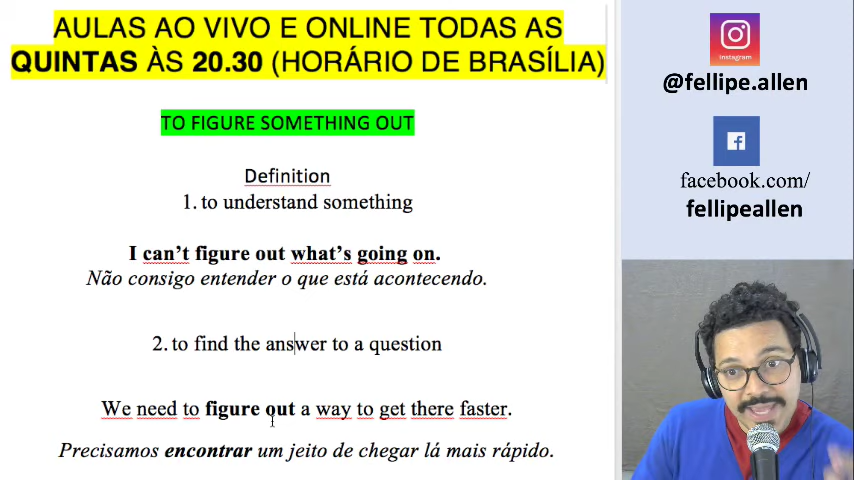 AULAS AO VIVO E ONLINE TODAS AS
QUINTAS ÀS 20.30 (HORÁRIO DE BRASÍLIA)
TO FIGURE SOMETHING OUT
Definition
1. to understand something
I can't figure out what's going on.
Não consigo entender o que está acontecendo.
2. to find the answer to a question
We need to figure out a way to get there faster.
Precisamos encontrar um jeito de chegar lá mais rápido.
Instagram
@fellipe.allen
facebook.com/
fellipeallen